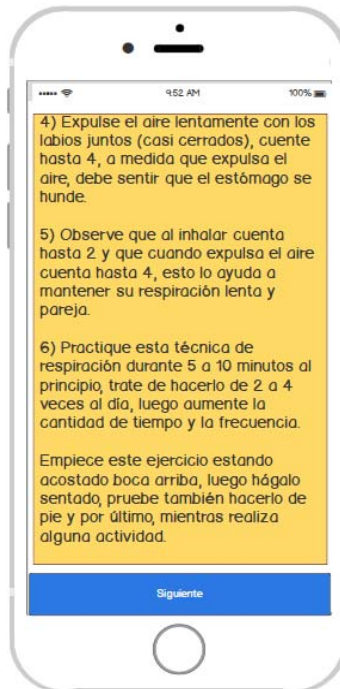 9:52 AM
100%
4) Expulse el aire lentamente con los
labios juntos (casi cerrados), cuente
hasta 4, a medida que expulsa el
aire, debe sentir que el estómago se
hunde.
5) Observe que al inhalar cuenta
hasta 2 y que cuando expulsa el aire
cuenta hasta 4, esto lo ayuda a
mantener su respiración lenta y
pareja.
6) Practique esta técnica de
respiración durante 5 a 10 minutos al
principio, trate de hacerlo de 2 a 4
veces al día, luego aumente la
cantidad de tiempo y la frecuencia.
Empiece este ejercicio estando
acostado boca arriba, luego hágalo
sentado, pruebe también hacerlo de
pie y por último, mientras realiza
alguna actividad.
Siguiente